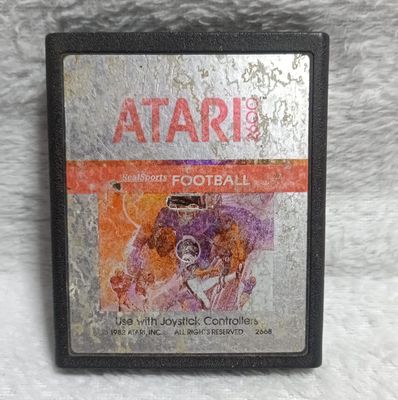 ATARI 2600
RealSports FOOTBALL
Use with Joystick Controllers
© 1982 ATARI, INC. ALL RIGHTS RESERVED 2668